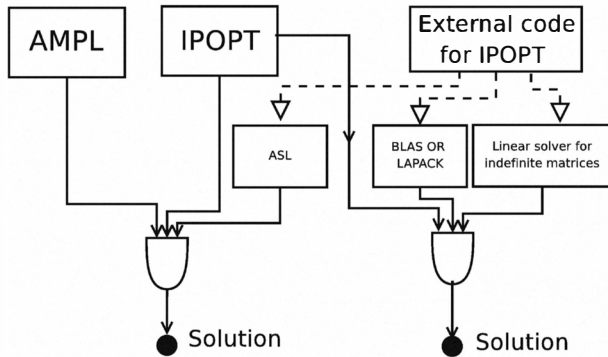 AMPL
IPOPT
External code
for IPOPT
ASL
BLAS OR
LAPACK
Linear solver for
indefinite matrices
Solution
Solution